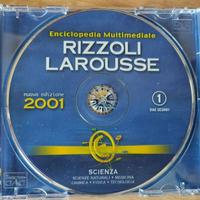 Enciclopedia Multimediale
RIZZOLI
LAROUSSE
nuova edizione
2001
1
SCIENZA
SCIENZE NATURALI • MEDICINA
CHIMICA • FISICA • TECNOLOGIA